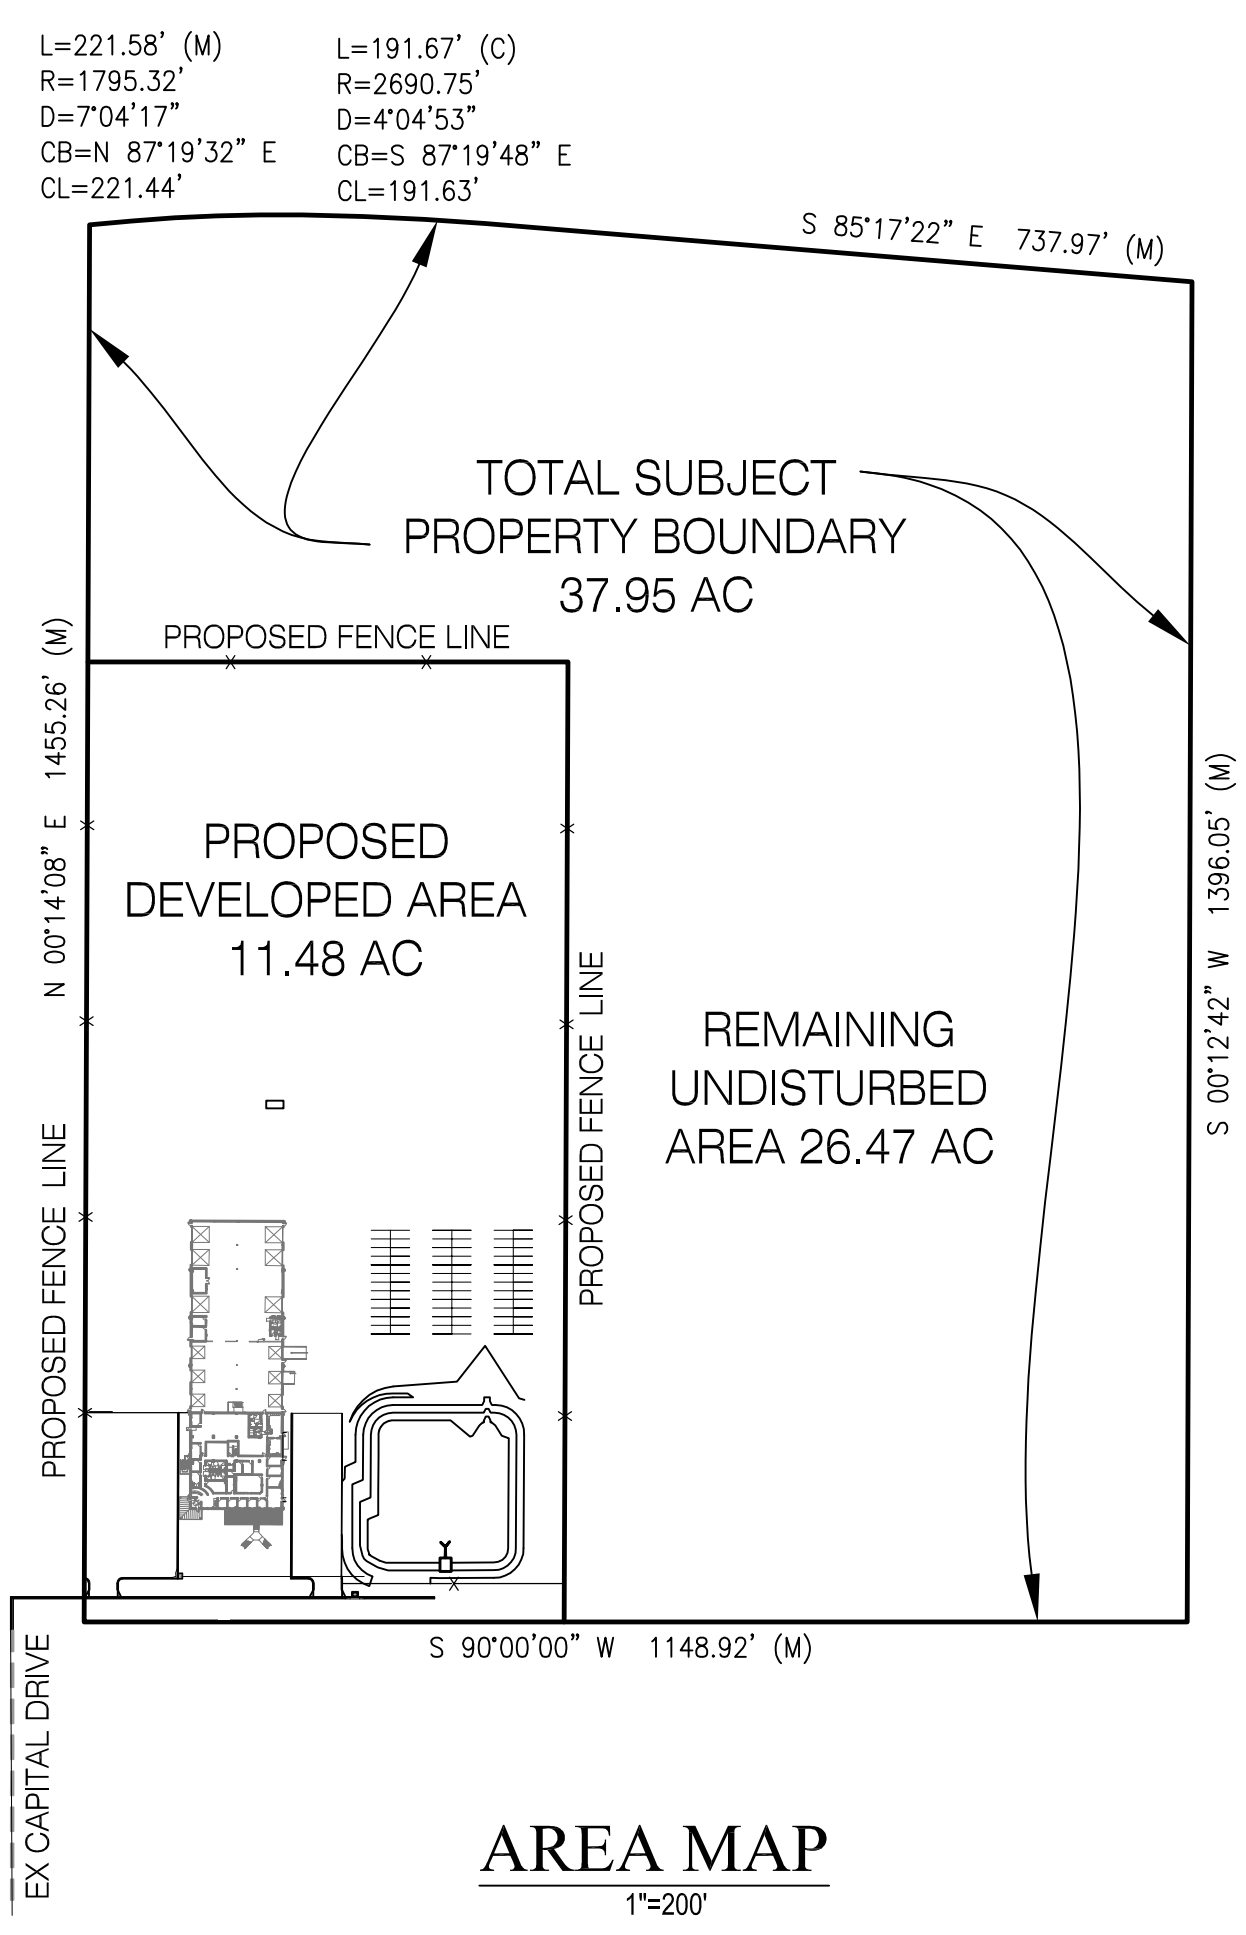 L=221.58' (M)
R=1795.32'
D=7°04'17"
CB=N 87°19'32" E
CL=221.44'
L=191.67' (C)
R=2690.75'
D=4°04'53"
CB=S 87°19'48" E
CL=191.63'
S 85°17'22" E 737.97' (M)
TOTAL SUBJECT
PROPERTY BOUNDARY
37.95 AC
PROPOSED FENCE LINE
N 00°14'08" E 1455.26' (M)
PROPOSED
DEVELOPED AREA
11.48 AC
S 00°12'42" W 1396.05' (M)
PROPOSED FENCE LINE
REMAINING
UNDISTURBED
AREA 26.47 AC
PROPOSED FENCE LINE
S 90°00'00" W 1148.92' (M)
EX CAPITAL DRIVE
AREA MAP
1"=200'